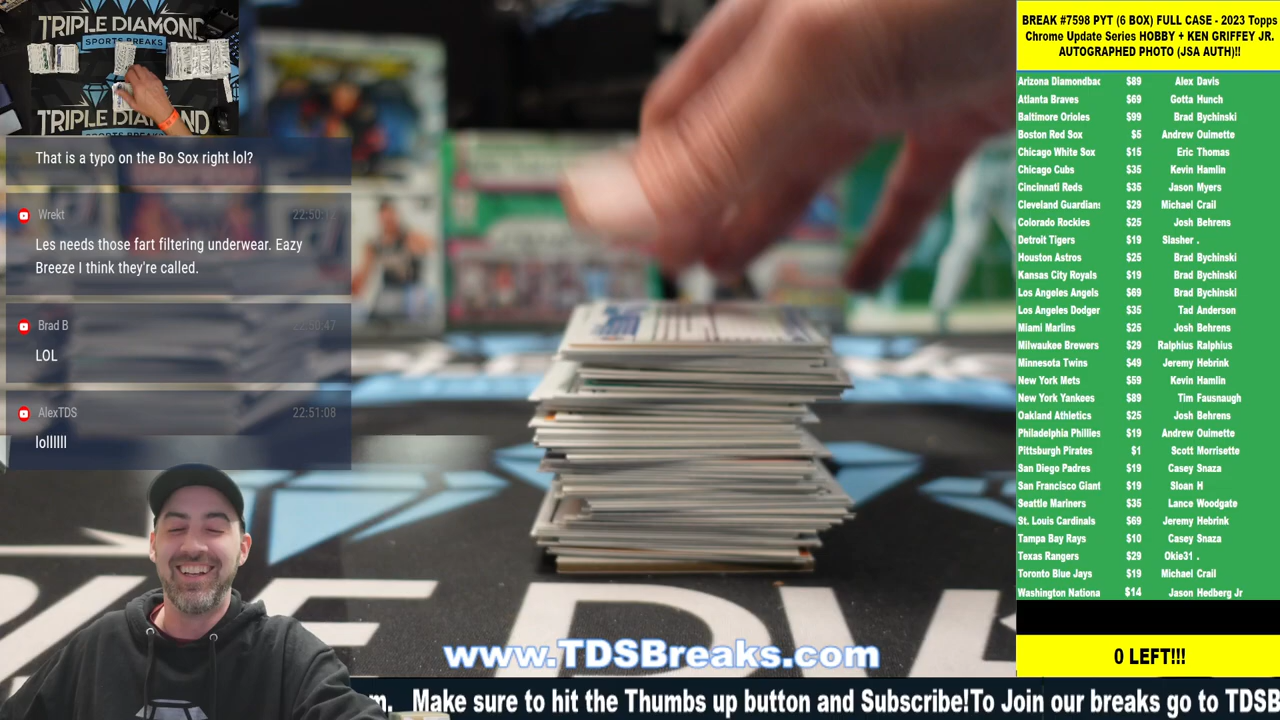 TRIPLE DIAMOND
SPORTS BREAKS
TRIPLE DIAMOND
SPORTS BREAKS
That is a typo on the Bo Sox right lol?
Wrekt 22:50:12
Les needs those fart filtering underwear. Eazy
Breeze I think they're called.
Brad B 22:50:47
LOL
AlexTDS 22:51:08
lollllll
www.TDSBreaks.com
m. Make sure to hit the Thumbs up button and Subscribe!To Join our breaks go to TDSB
BREAK #7598 PYT (6 BOX) FULL CASE - 2023 Topps
Chrome Update Series HOBBY + KEN GRIFFEY JR.
AUTOGRAPHED PHOTO (JSA AUTH)!!
Arizona Diamondbac $89 Alex Davis
Atlanta Braves $69 Gotta Hunch
Baltimore Orioles $99 Brad Bychinski
Boston Red Sox $5 Andrew Oulmette
Chicago White Sox $15 Eric Thomas
Chicago Cubs $35 Kevin Hamlin
Cincinnati Reds $35 Jason Myers
Cleveland Guardians $29 Michael Crail
Colorado Rockies $25 Josh Behrens
Detroit Tigers $19 Slasher .
Houston Astros $25 Brad Bychinski
Kansas City Royals $19 Brad Bychinski
Los Angeles Angels $69 Brad Bychinski
Los Angeles Dodger $35 Tad Anderson
Miami Marlins $25 Josh Behrens
Milwaukee Brewers $29 Ralphius Ralphius
Minnesota Twins $49 Jeremy Hebrink
New York Mets $59 Kevin Hamlin
New York Yankees $89 Tim Fausnaugh
Oakland Athletics $25 Josh Behrens
Philadelphia Phillies $19 Andrew Oulmette
Pittsburgh Pirates $1 Scott Morrisette
San Diego Padres $19 Casey Snaza
San Francisco Giant $19 Sloan H
Seattle Mariners $35 Lance Woodgate
St. Louis Cardinals $69 Jeremy Hebrink
Tampa Bay Rays $10 Casey Snaza
Texas Rangers $29 Okie31 .
Toronto Blue Jays $19 Michael Crail
Washington Nationa $14 Jason Hedberg Jr
0 LEFT!!!